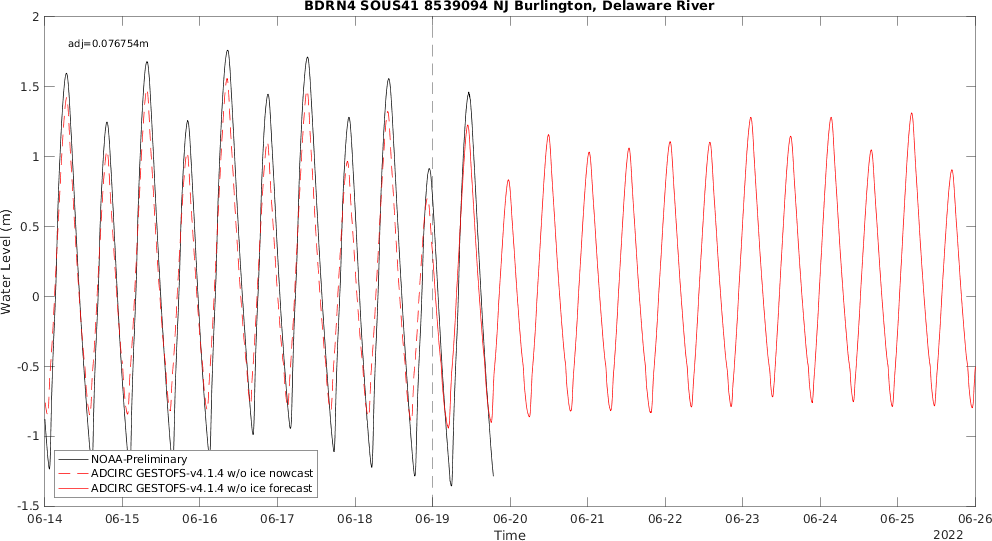 BDRN4 SOUS41 8539094 NJ Burlington, Delaware River
adj=0.076754m
2
1.5
1
0.5
0
-0.5
-1
-1.5
Water Level (m)
NOAA-Preliminary
ADCIRC GESTOFS-v4.1.4 w/o ice nowcast
ADCIRC GESTOFS-v4.1.4 w/o ice forecast
06-14 06-15 06-16 06-17 06-18 06-19 06-20 06-21 06-22 06-23 06-24 06-25 06-26
Time
2022